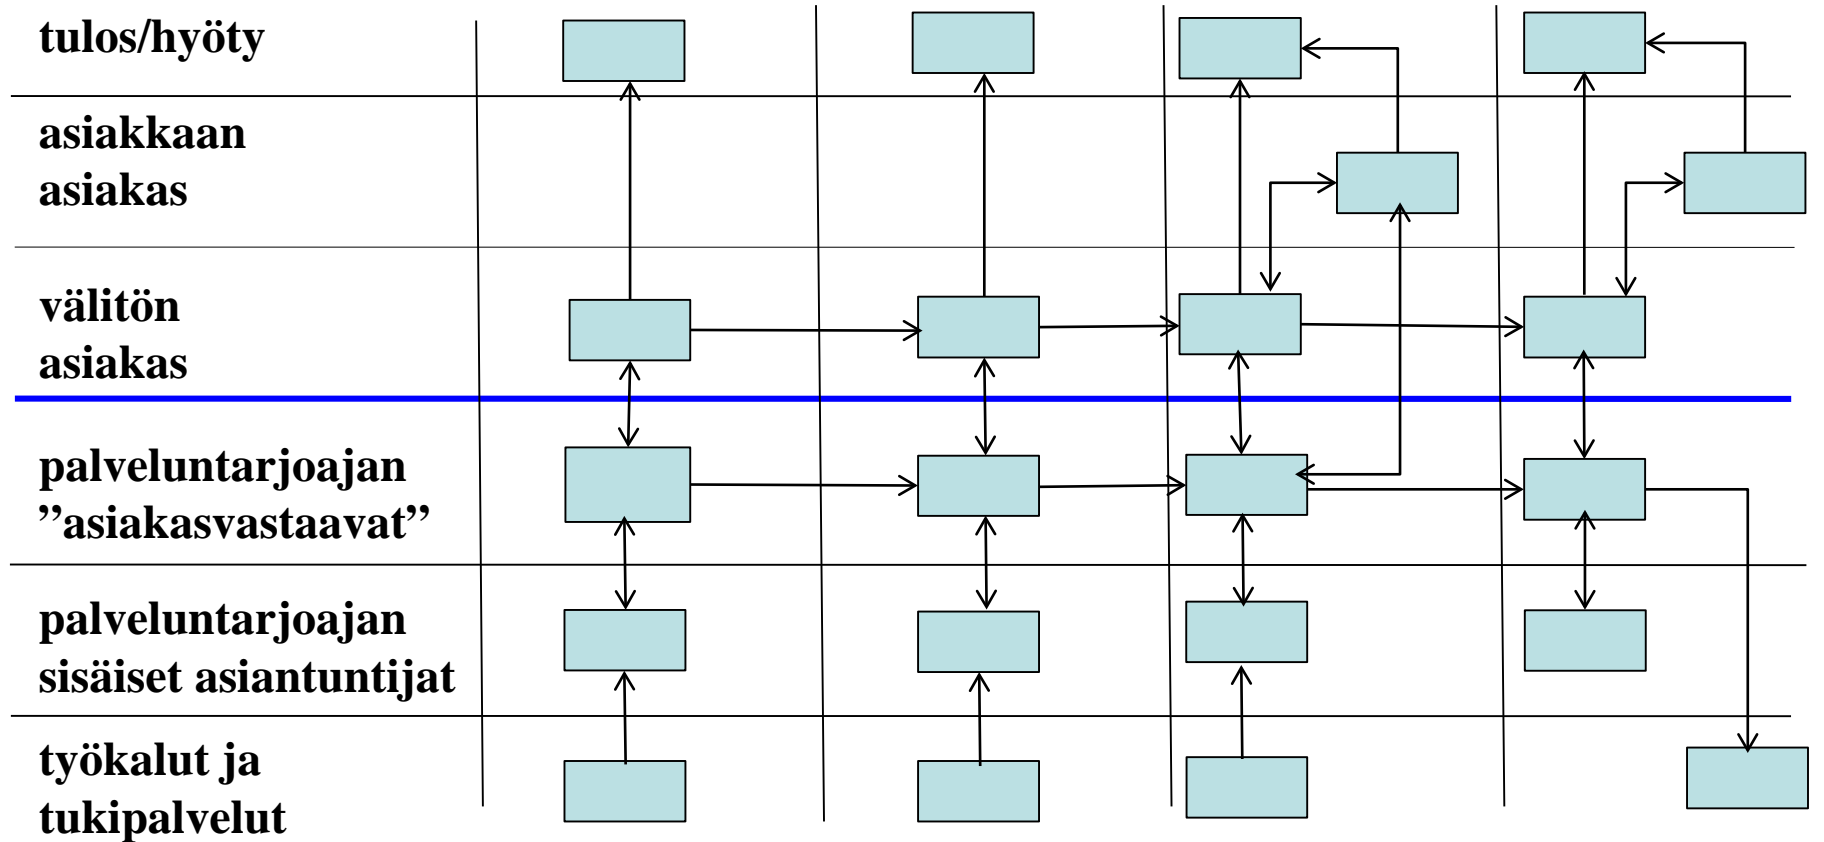 tulos/hyöty
asiakkaan
asiakas
välitön
asiakas
palveluntarjoajan
”asiakasvastaavat”
palveluntarjoajan
sisäiset asiantuntijat
työkalut ja
tukipalvelut